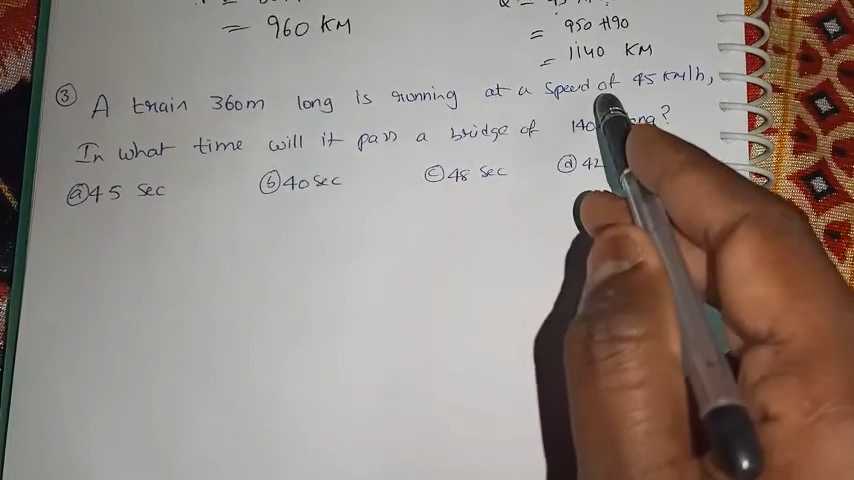 = 960 KM
= 950 +190
= 1140 KM
③ A train 360m long is running at a speed of 45 KM/h,
In what time will it pass a bridge of 140 long?
ⓐ 45 Sec ⓑ 40 Sec ⓒ 48 Sec ⓓ 42